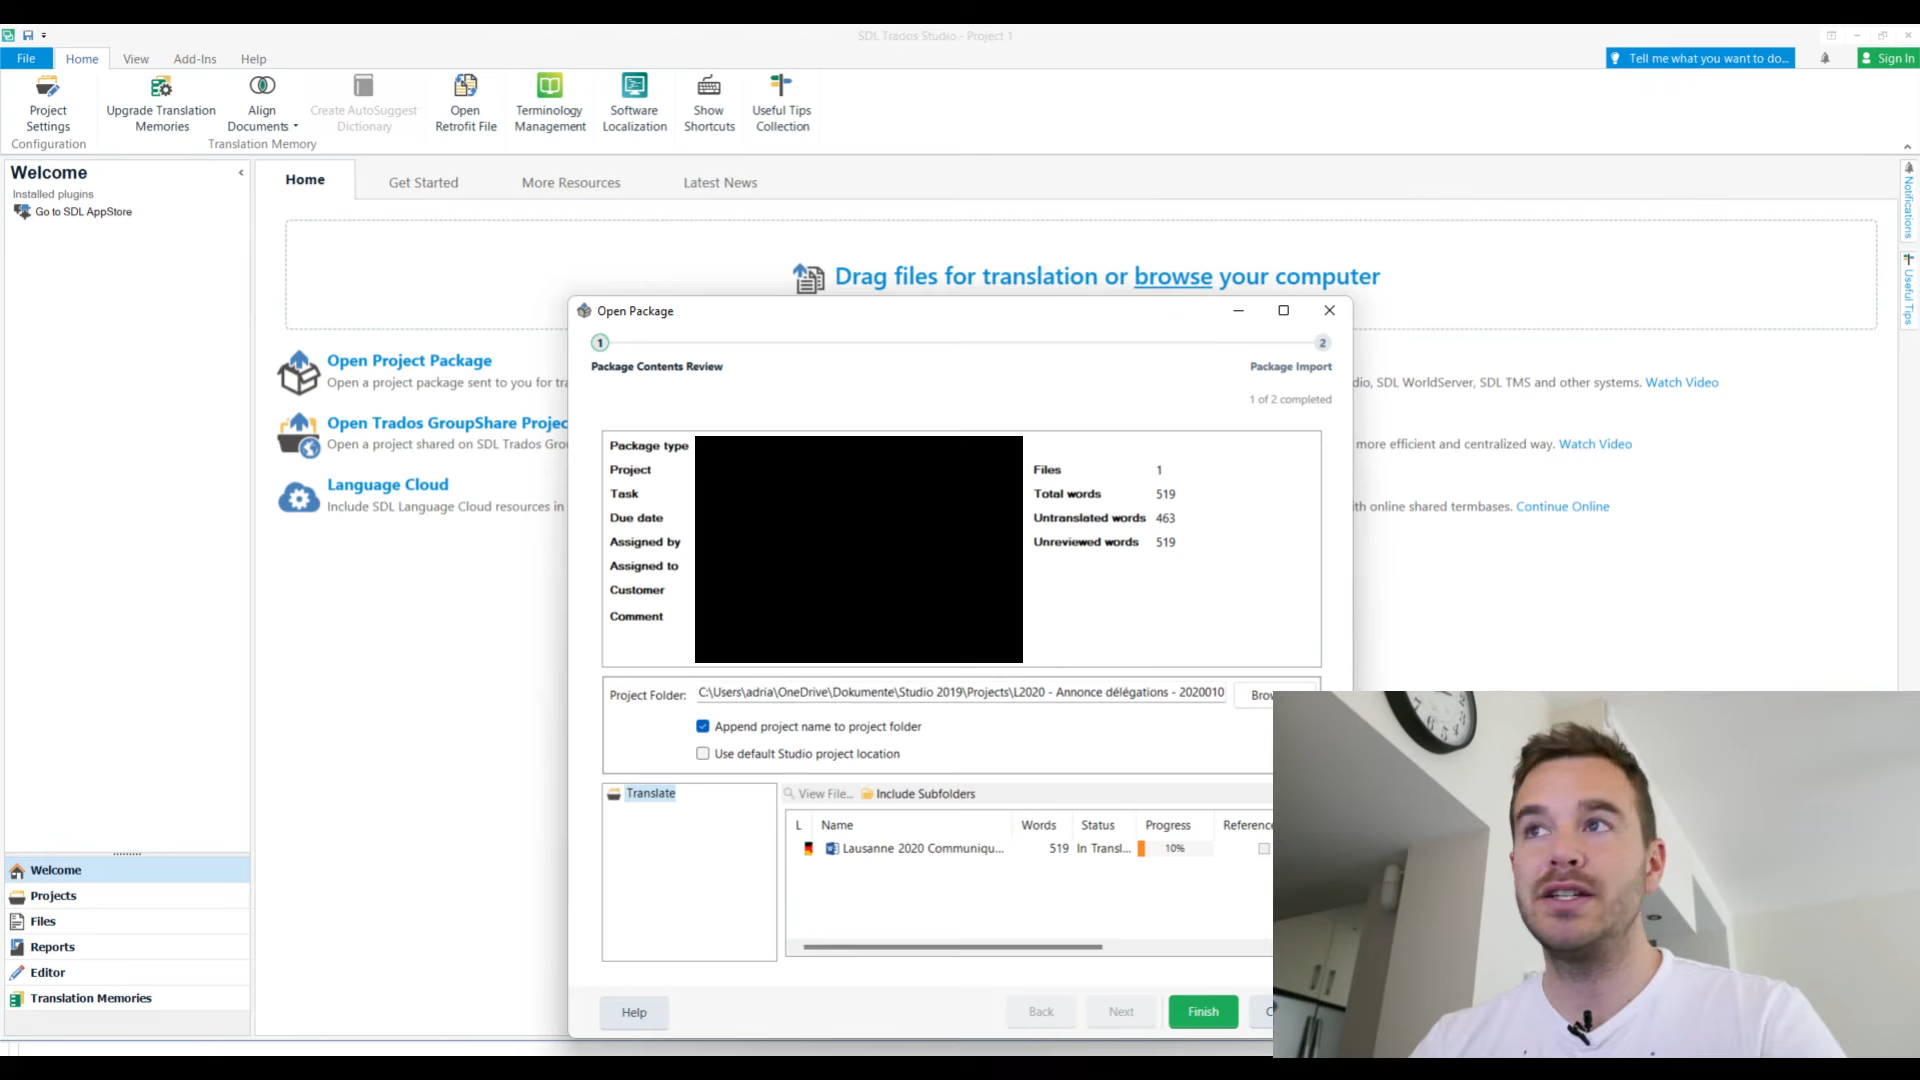 SDL Trados Studio - Project 1
File Home View Add-Ins Help
Tell me what you want to do...
Sign In
Project Settings
Upgrade Translation Memories
Align Documents
Create AutoSuggest Dictionary
Open Retrofit File
Terminology Management
Software Localization
Show Shortcuts
Useful Tips Collection
Configuration
Translation Memory
Welcome
Installed plugins
Go to SDL AppStore
Home Get Started More Resources Latest News
Notifications
Useful Tips
Drag files for translation or browse your computer
Open Project Package
Open a project package sent to you for
dio, SDL WorldServer, SDL TMS and other systems. Watch Video
Open Trados GroupShare Projec
Open a project shared on SDL Trados Gro
more efficient and centralized way. Watch Video
Language Cloud
Include SDL Language Cloud resources in
th online shared termbases. Continue Online
Open Package
1
2
Package Contents Review
Package Import
1 of 2 completed
Package type
Project
Task
Due date
Assigned by
Assigned to
Customer
Comment
Files 1
Total words 519
Untranslated words 463
Unreviewed words 519
Project Folder: C:\Users\adria\OneDrive\Dokumente\Studio 2019\Projects\L2020 - Annonce délégations - 2020010
Brow
Append project name to project folder
Use default Studio project location
Translate
View File... Include Subfolders
L Name Words Status Progress Reference
Lausanne 2020 Communiqu... 519 In Transl... 10%
Help Back Next Finish C
Welcome
Projects
Files
Reports
Editor
Translation Memories